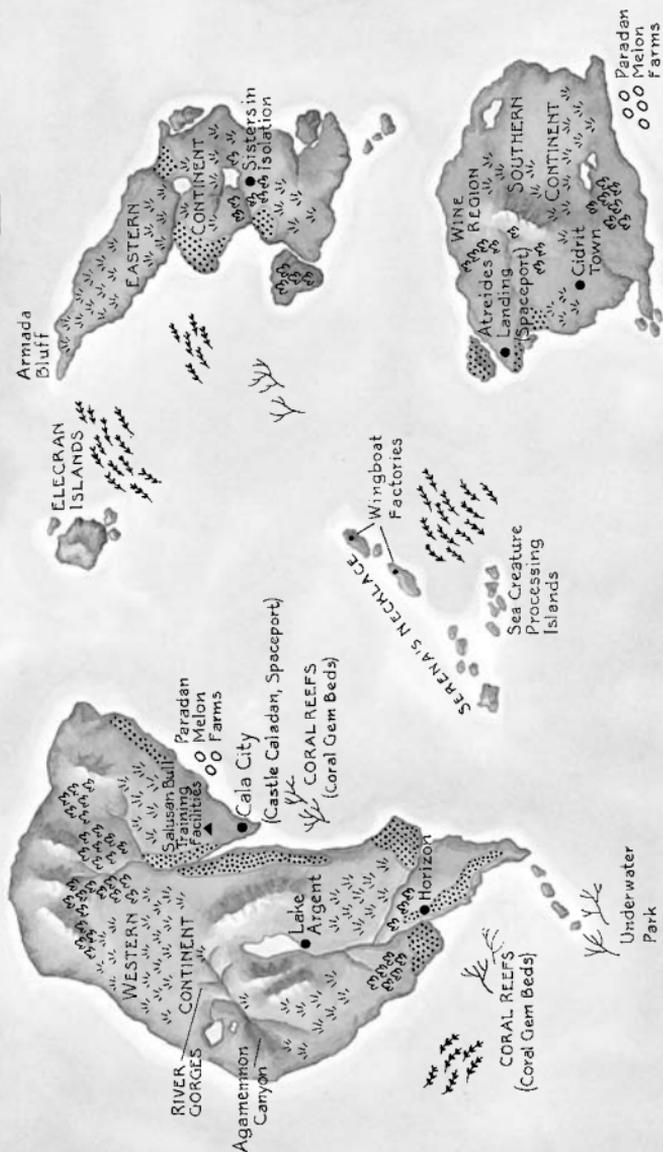 WESTERN
CONTINENT
RIVER
GORGES
Agamemmon
Canyon
Lake
Argent
Salusan Bull
Training
Facilities
Paradan
Melon
Farms
Cala City
(Castle Caladan, Spaceport)
CORAL REEFS
(Coral Gem Beds)
Horizon
CORAL REEFS
(Coral Gem Beds)
Underwater
Park
ELECRAN
ISLANDS
Armada
Bluff
EASTERN
CONTINENT
Sisters in
Isolation
SERENA'S NECKLACE
Wingboat
Factories
Sea Creature
Processing
Islands
WINE
REGION
Atreides
Landing
(Spaceport)
SOUTHERN
CONTINENT
Cidrit
Town
Paradan
Melon
Farms